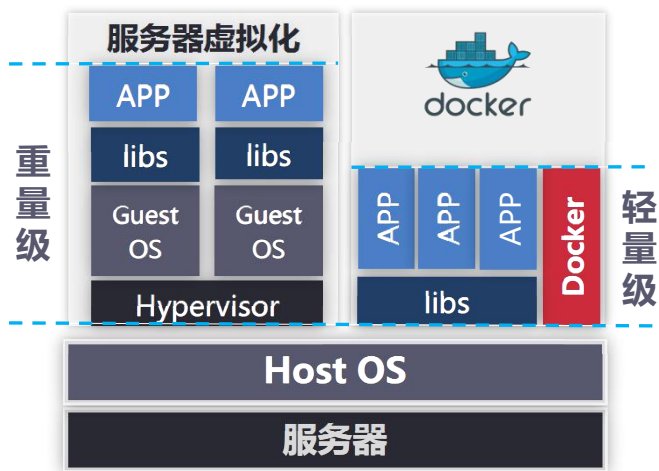 服务器虚拟化
APP
APP
libs
libs
Guest
OS
Guest
OS
Hypervisor
重量级
docker
APP
APP
APP
libs
Docker
轻量级
Host OS
服务器